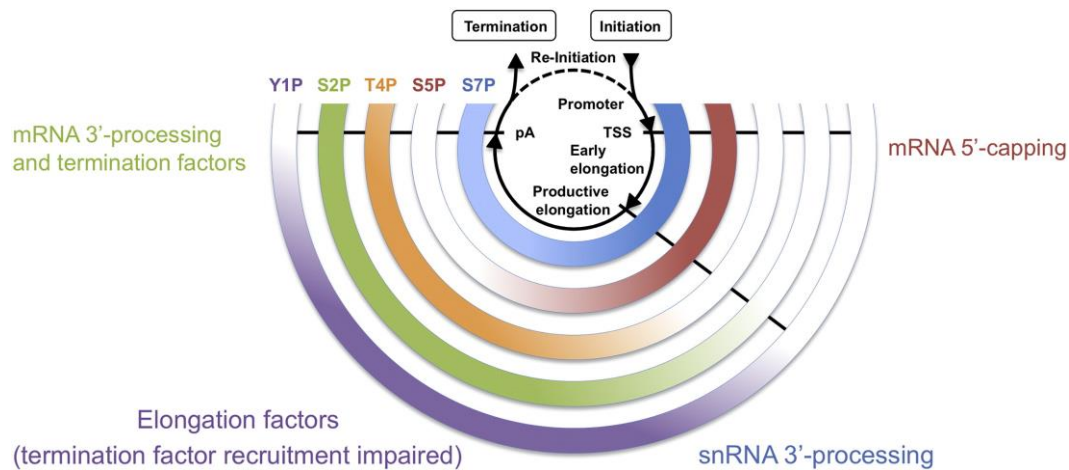 Termination
Initiation
Re-Initiation
Y1P S2P T4P S5P S7P
Promoter
mRNA 3’-processing
and termination factors
pA
TSS
mRNA 5’-capping
Early
elongation
Productive
elongation
Elongation factors
(termination factor recruitment impaired)
snRNA 3’-processing